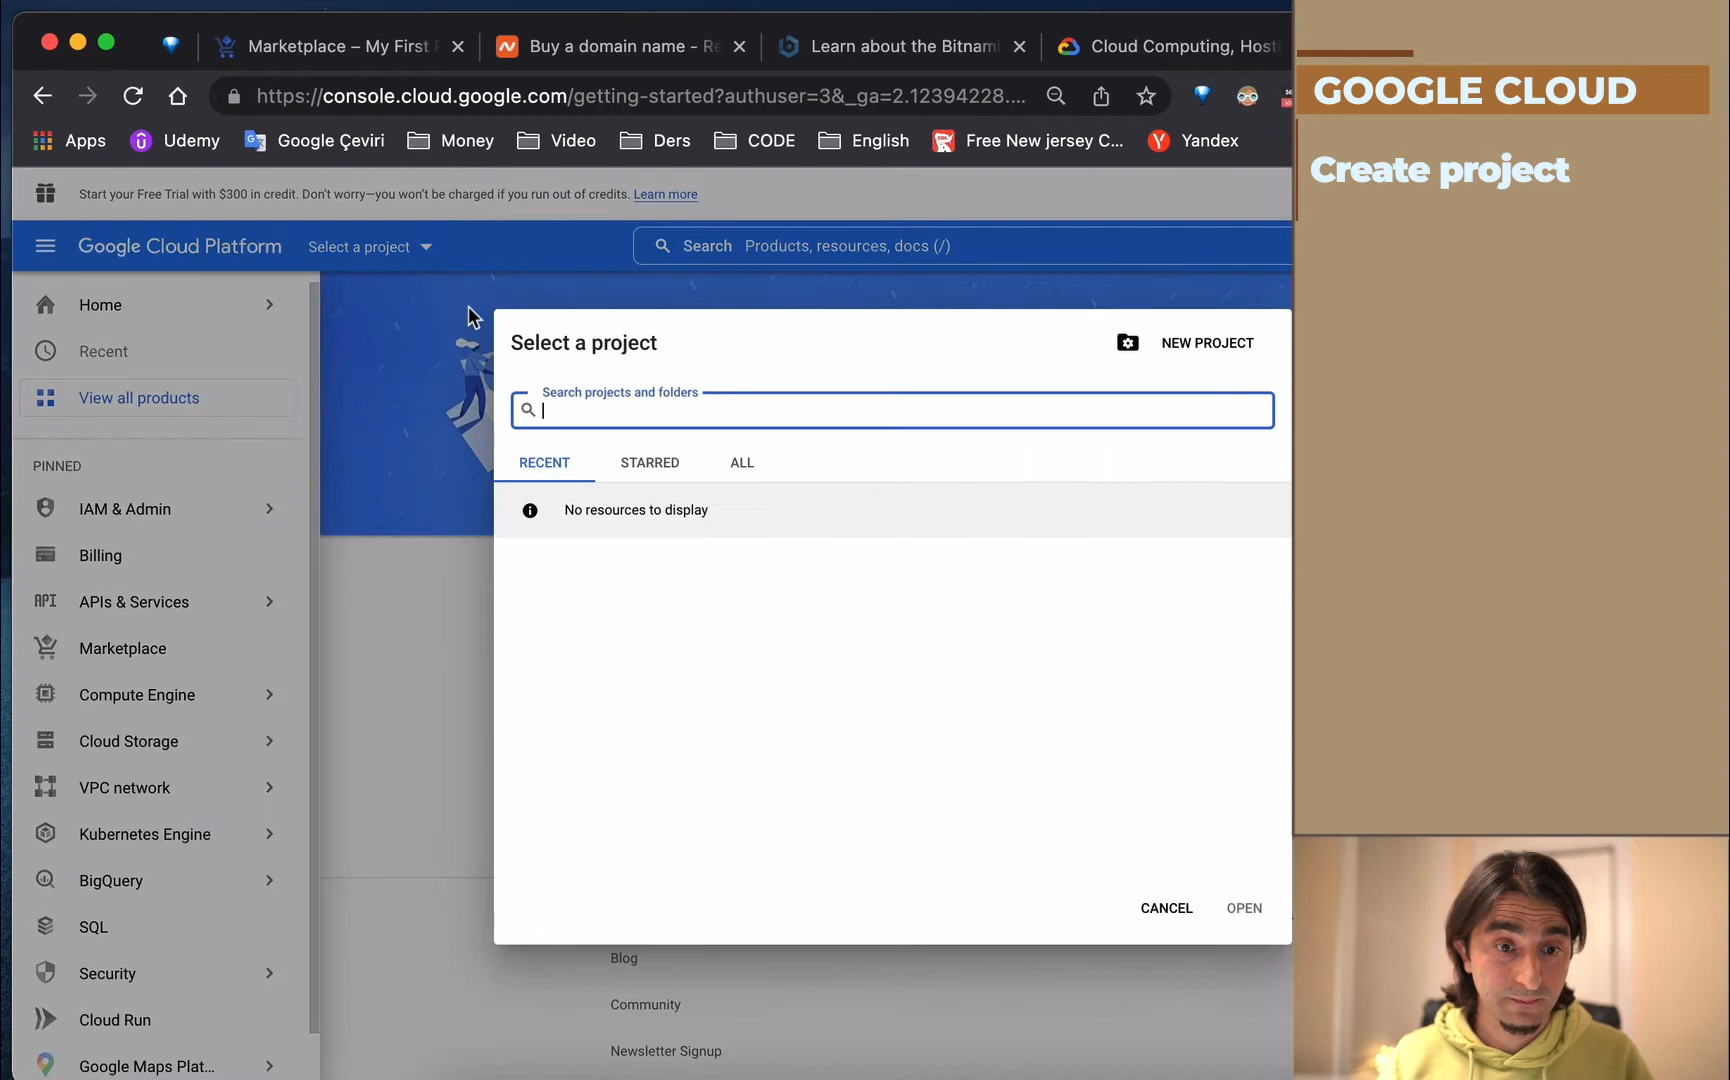 Marketplace – My First
Buy a domain name - Re
Learn about the Bitnami
Cloud Computing, Hosti
https://console.cloud.google.com/getting-started?authuser=3&_ga=2.12394228....
Apps
Udemy
Google Çeviri
Money
Video
Ders
CODE
English
Free New jersey C...
Yandex
Start your Free Trial with $300 in credit. Don't worry—you won't be charged if you run out of credits. Learn more
Google Cloud Platform
Select a project
Search Products, resources, docs (/)
Home
Recent
View all products
PINNED
IAM & Admin
Billing
API APIs & Services
Marketplace
Compute Engine
Cloud Storage
VPC network
Kubernetes Engine
BigQuery
SQL
Security
Cloud Run
Google Maps Plat...
Select a project
NEW PROJECT
Search projects and folders
RECENT
STARRED
ALL
No resources to display
CANCEL
OPEN
Blog
Community
Newsletter Signup
GOOGLE CLOUD
Create project